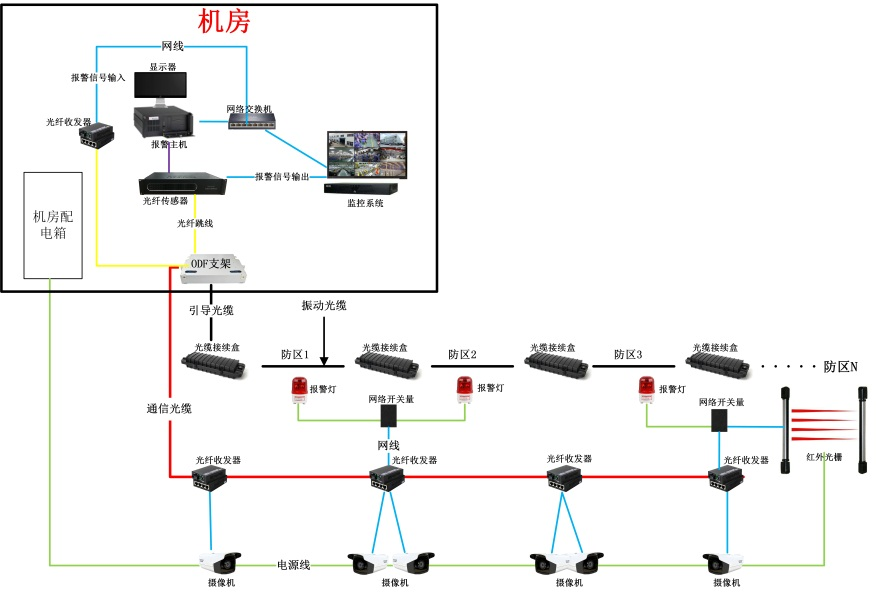 机房
网线
显示器
报警信号输入
网络交换机
光纤收发器
报警主机
报警信号输出
光纤传感器
监控系统
机房配
电箱
光纤跳线
ODF支架
引导光缆
振动光缆
光缆接续盒
防区1
光缆接续盒
防区2
光缆接续盒
防区3
光缆接续盒
防区N
报警灯
报警灯
报警灯
网络开关量
网络开关量
通信光缆
网线
光纤收发器
光纤收发器
光纤收发器
光纤收发器
红外光栅
电源线
摄像机
摄像机
摄像机
摄像机